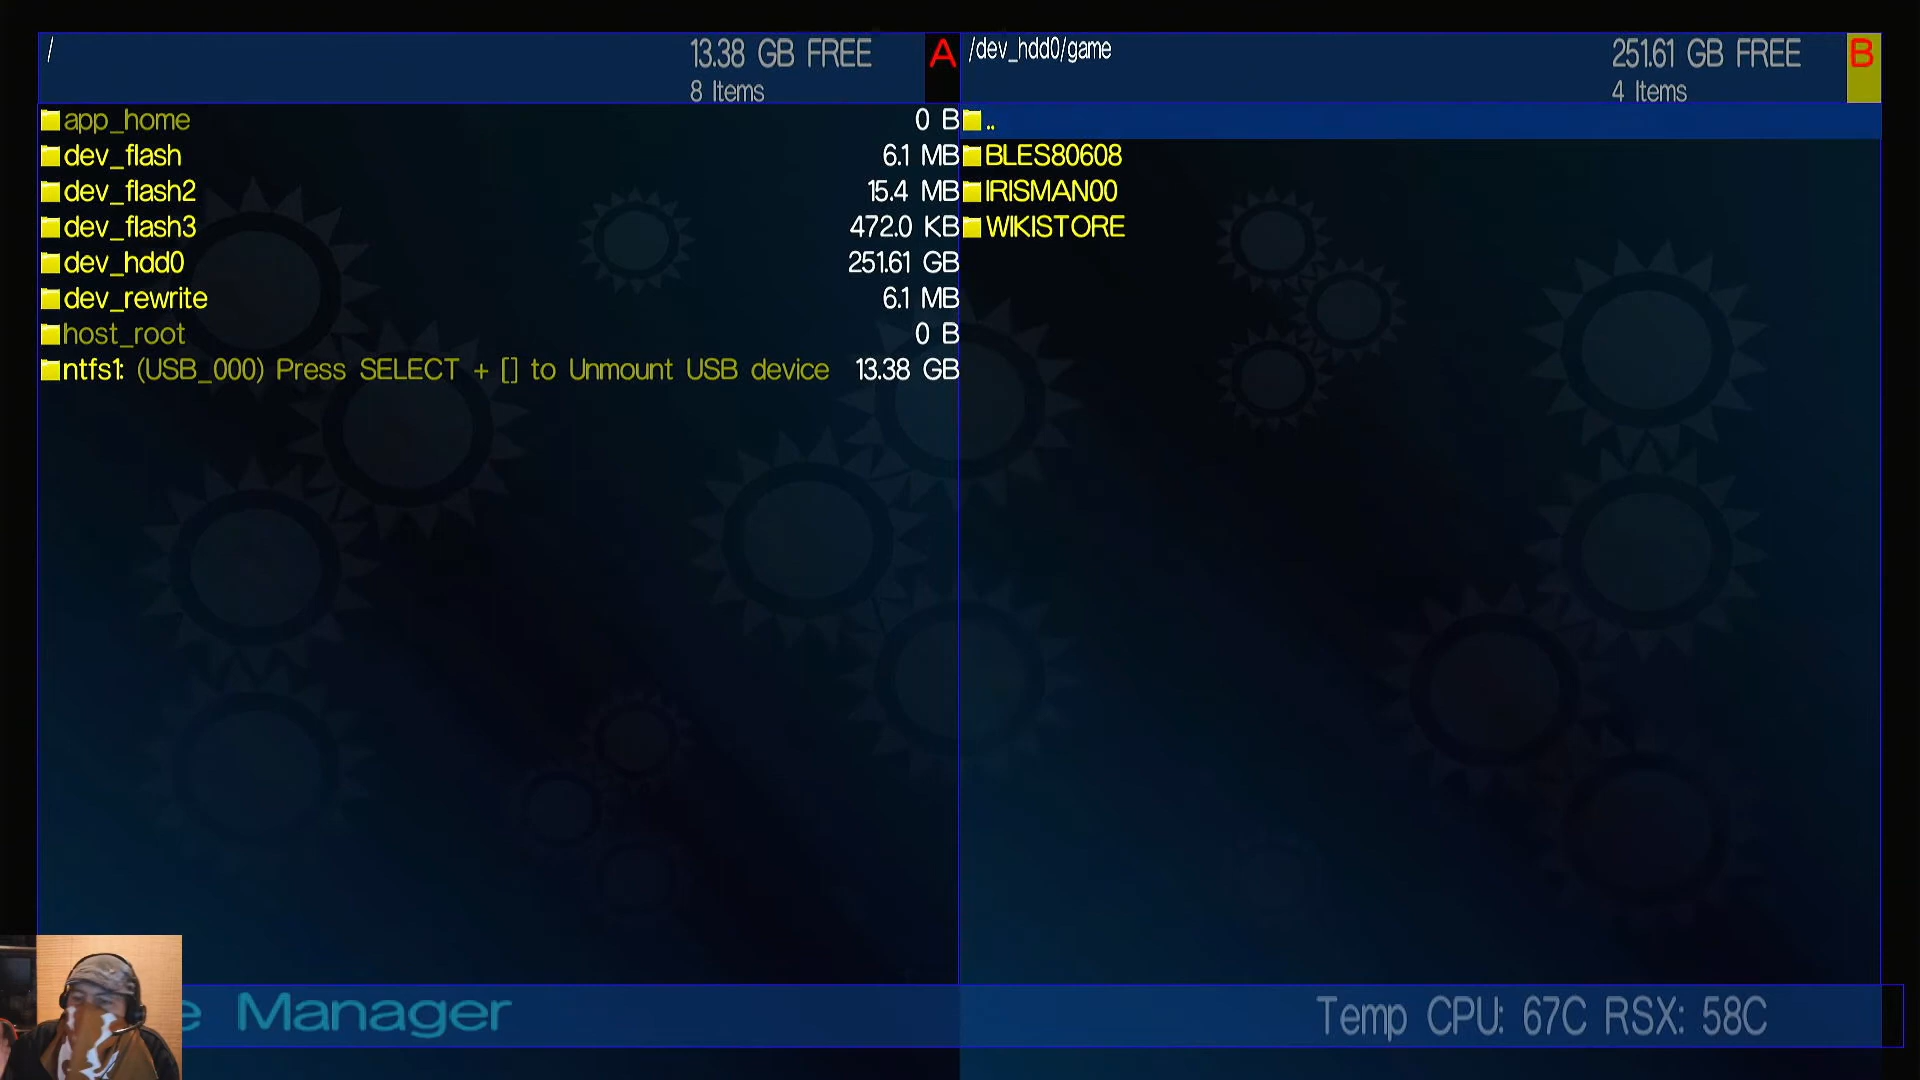 /
13.38 GB FREE
8 Items
A
app_home 0 B
dev_flash 6.1 MB
dev_flash2 15.4 MB
dev_flash3 472.0 KB
dev_hdd0 251.61 GB
dev_rewrite 6.1 MB
host_root 0 B
ntfs1: (USB_000) Press SELECT + [] to Unmount USB device 13.38 GB
/dev_hdd0/game
251.61 GB FREE
4 Items
B
..
BLES80608
IRISMAN00
WIKISTORE
e Manager
Temp CPU: 67C RSX: 58C